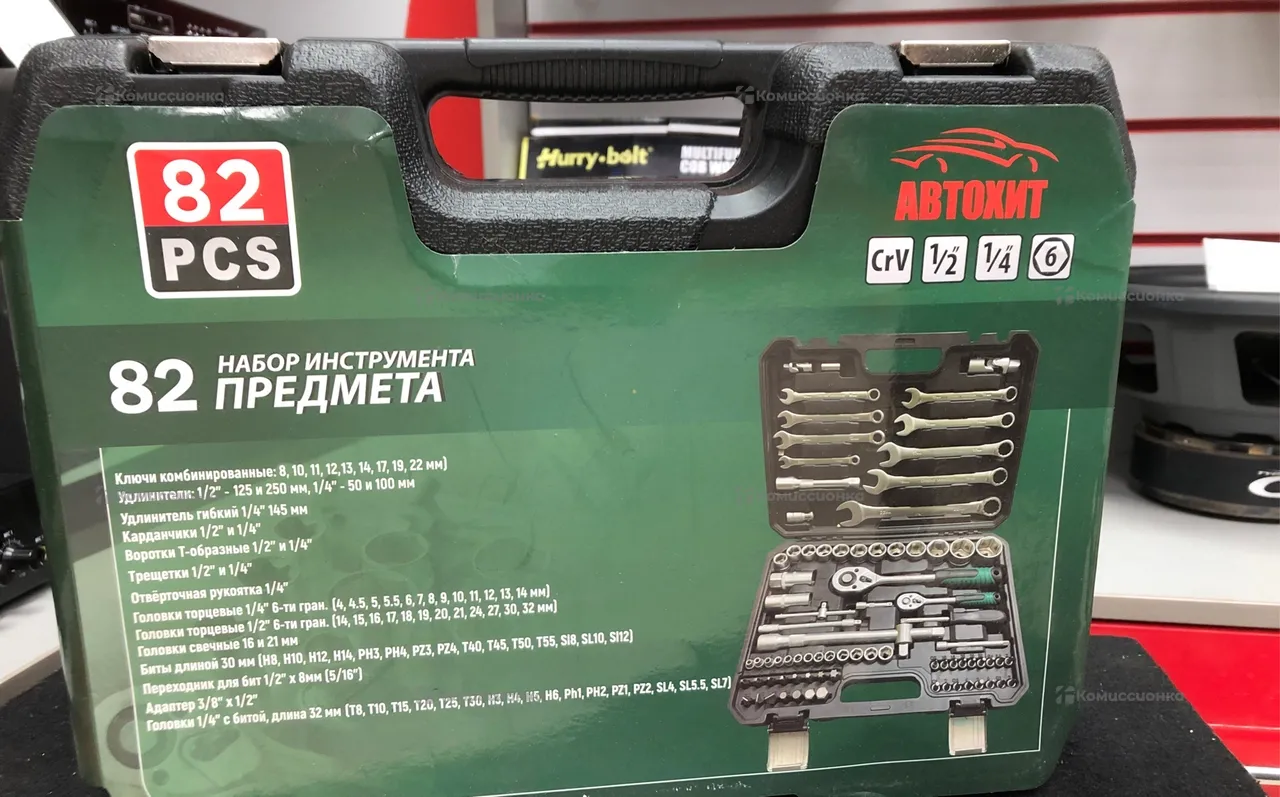 Комиссионка
Комиссионка
Hurry·bolt
82
PCS
АВТОХИТ
CrV
1/2"
1/4"
6
Комиссионка
Комиссионка
82
НАБОР ИНСТРУМЕНТА
ПРЕДМЕТА
Ключи комбинированные: 8, 10, 11, 12,13, 14, 17, 19, 22 мм)
Удлинители: 1/2" - 125 и 250 мм, 1/4" - 50 и 100 мм
Удлинитель гибкий 1/4" 145 мм
Карданчики 1/2" и 1/4"
Воротки Т-образные 1/2" и 1/4"
Трещетки 1/2" и 1/4"
Отвёрточная рукоятка 1/4"
Головки торцевые 1/4" 6-ти гран. (4, 4.5, 5, 5.5, 6, 7, 8, 9, 10, 11, 12, 13, 14 мм)
Головки торцевые 1/2" 6-ти гран. (14, 15, 16, 17, 18, 19, 20, 21, 24, 27, 30, 32 мм)
Головки свечные 16 и 21 мм
Биты длиной 30 мм (H8, H10, H12, H14, PH3, PH4, PZ3, PZ4, T40, T45, T50, T55, Sl8, SL10, Sl12)
Переходник для бит 1/2" х 8мм (5/16")
Адаптер 3/8" х 1/2"
Головки 1/4" с битой, длина 32 мм (T8, T10, T15, T20, T25, T30, H3, H4, H5, H6, Ph1, PH2, PZ1, PZ2, SL4, SL5.5, SL7)
Комиссионка